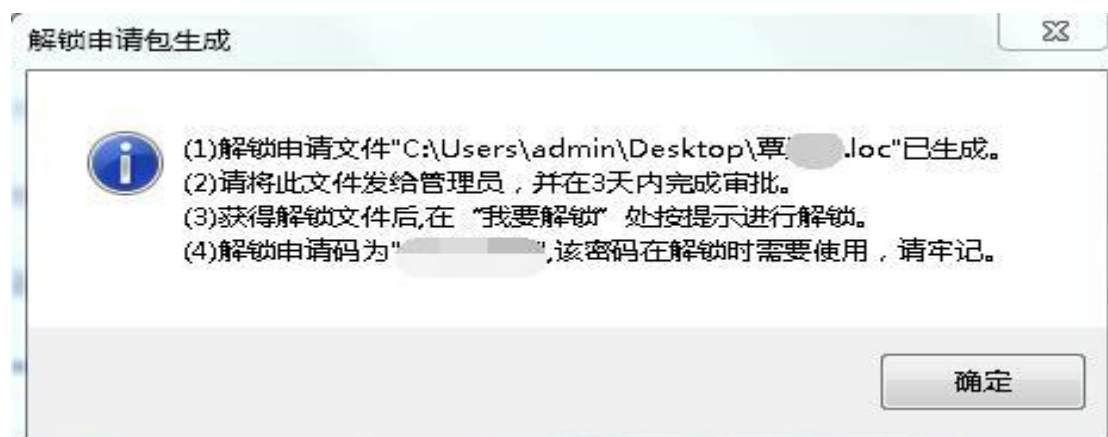 解锁申请包生成
(1)解锁申请文件"C:\Users\admin\Desktop\覃.loc"已生成。
(2)请将此文件发给管理员，并在3天内完成审批。
(3)获得解锁文件后,在“我要解锁”处按提示进行解锁。
(4)解锁申请码为"",该密码在解锁时需要使用，请牢记。
确定